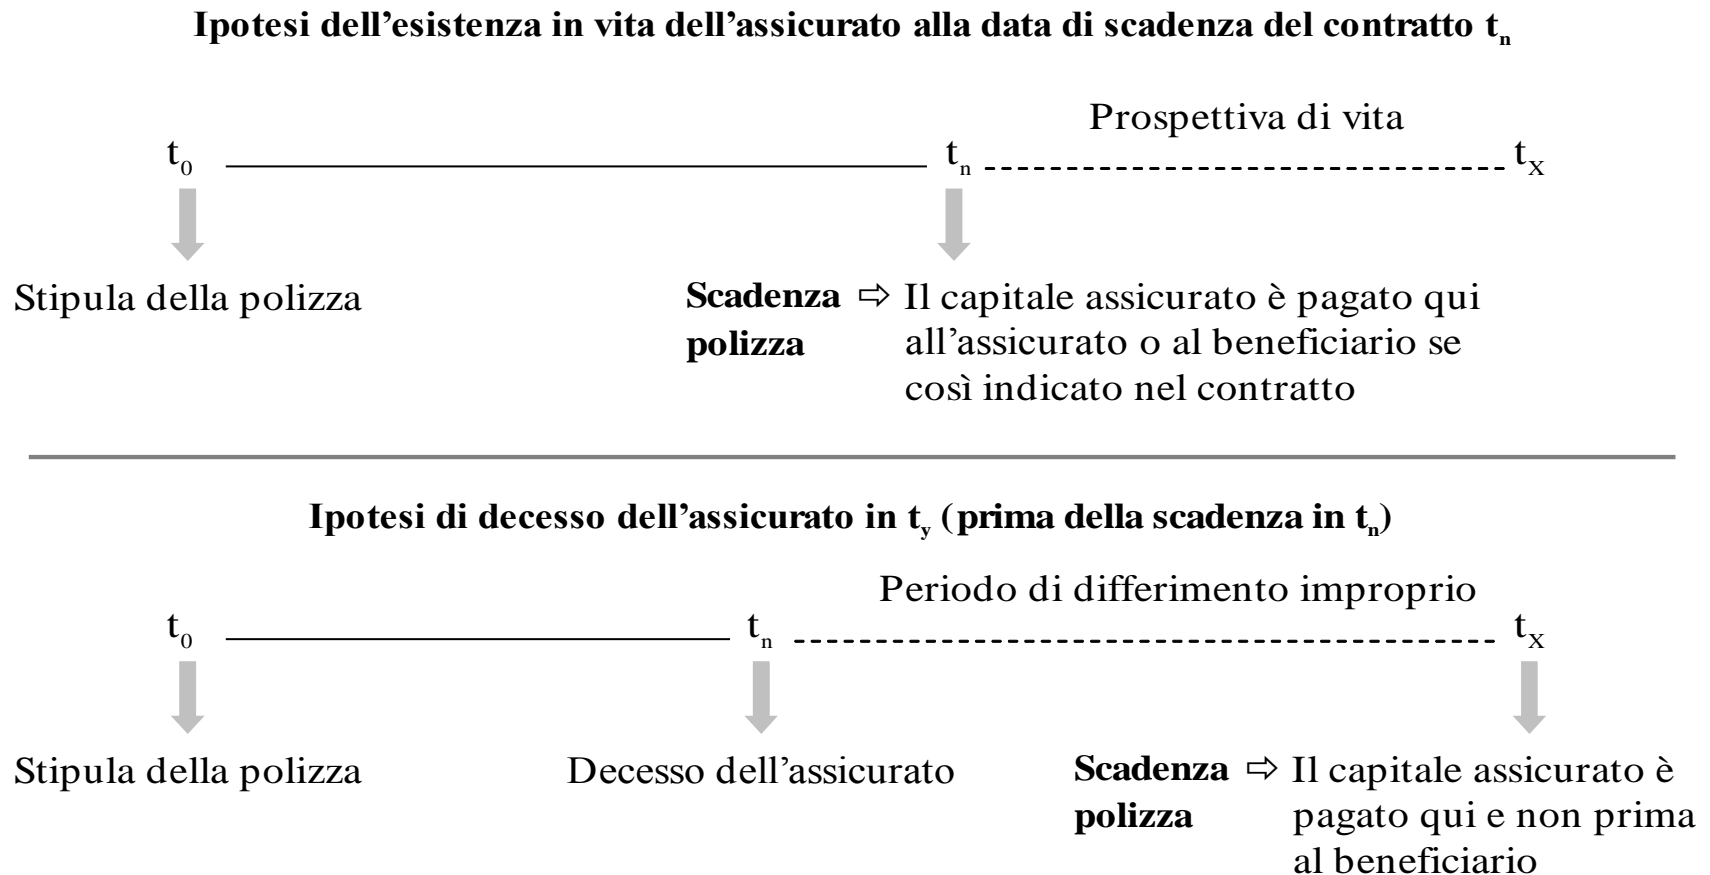 Ipotesi dell'esistenza in vita dell'assicurato alla data di scadenza del contratto tₙ
Prospettiva di vita
t₀ tₙ tₓ
Stipula della polizza
Scadenza ⇨ Il capitale assicurato è pagato qui
polizza all'assicurato o al beneficiario se
così indicato nel contratto
Ipotesi di decesso dell'assicurato in tᵧ (prima della scadenza in tₙ)
Periodo di differimento improprio
t₀ tₙ tₓ
Stipula della polizza Decesso dell'assicurato Scadenza ⇨ Il capitale assicurato è
polizza pagato qui e non prima
al beneficiario